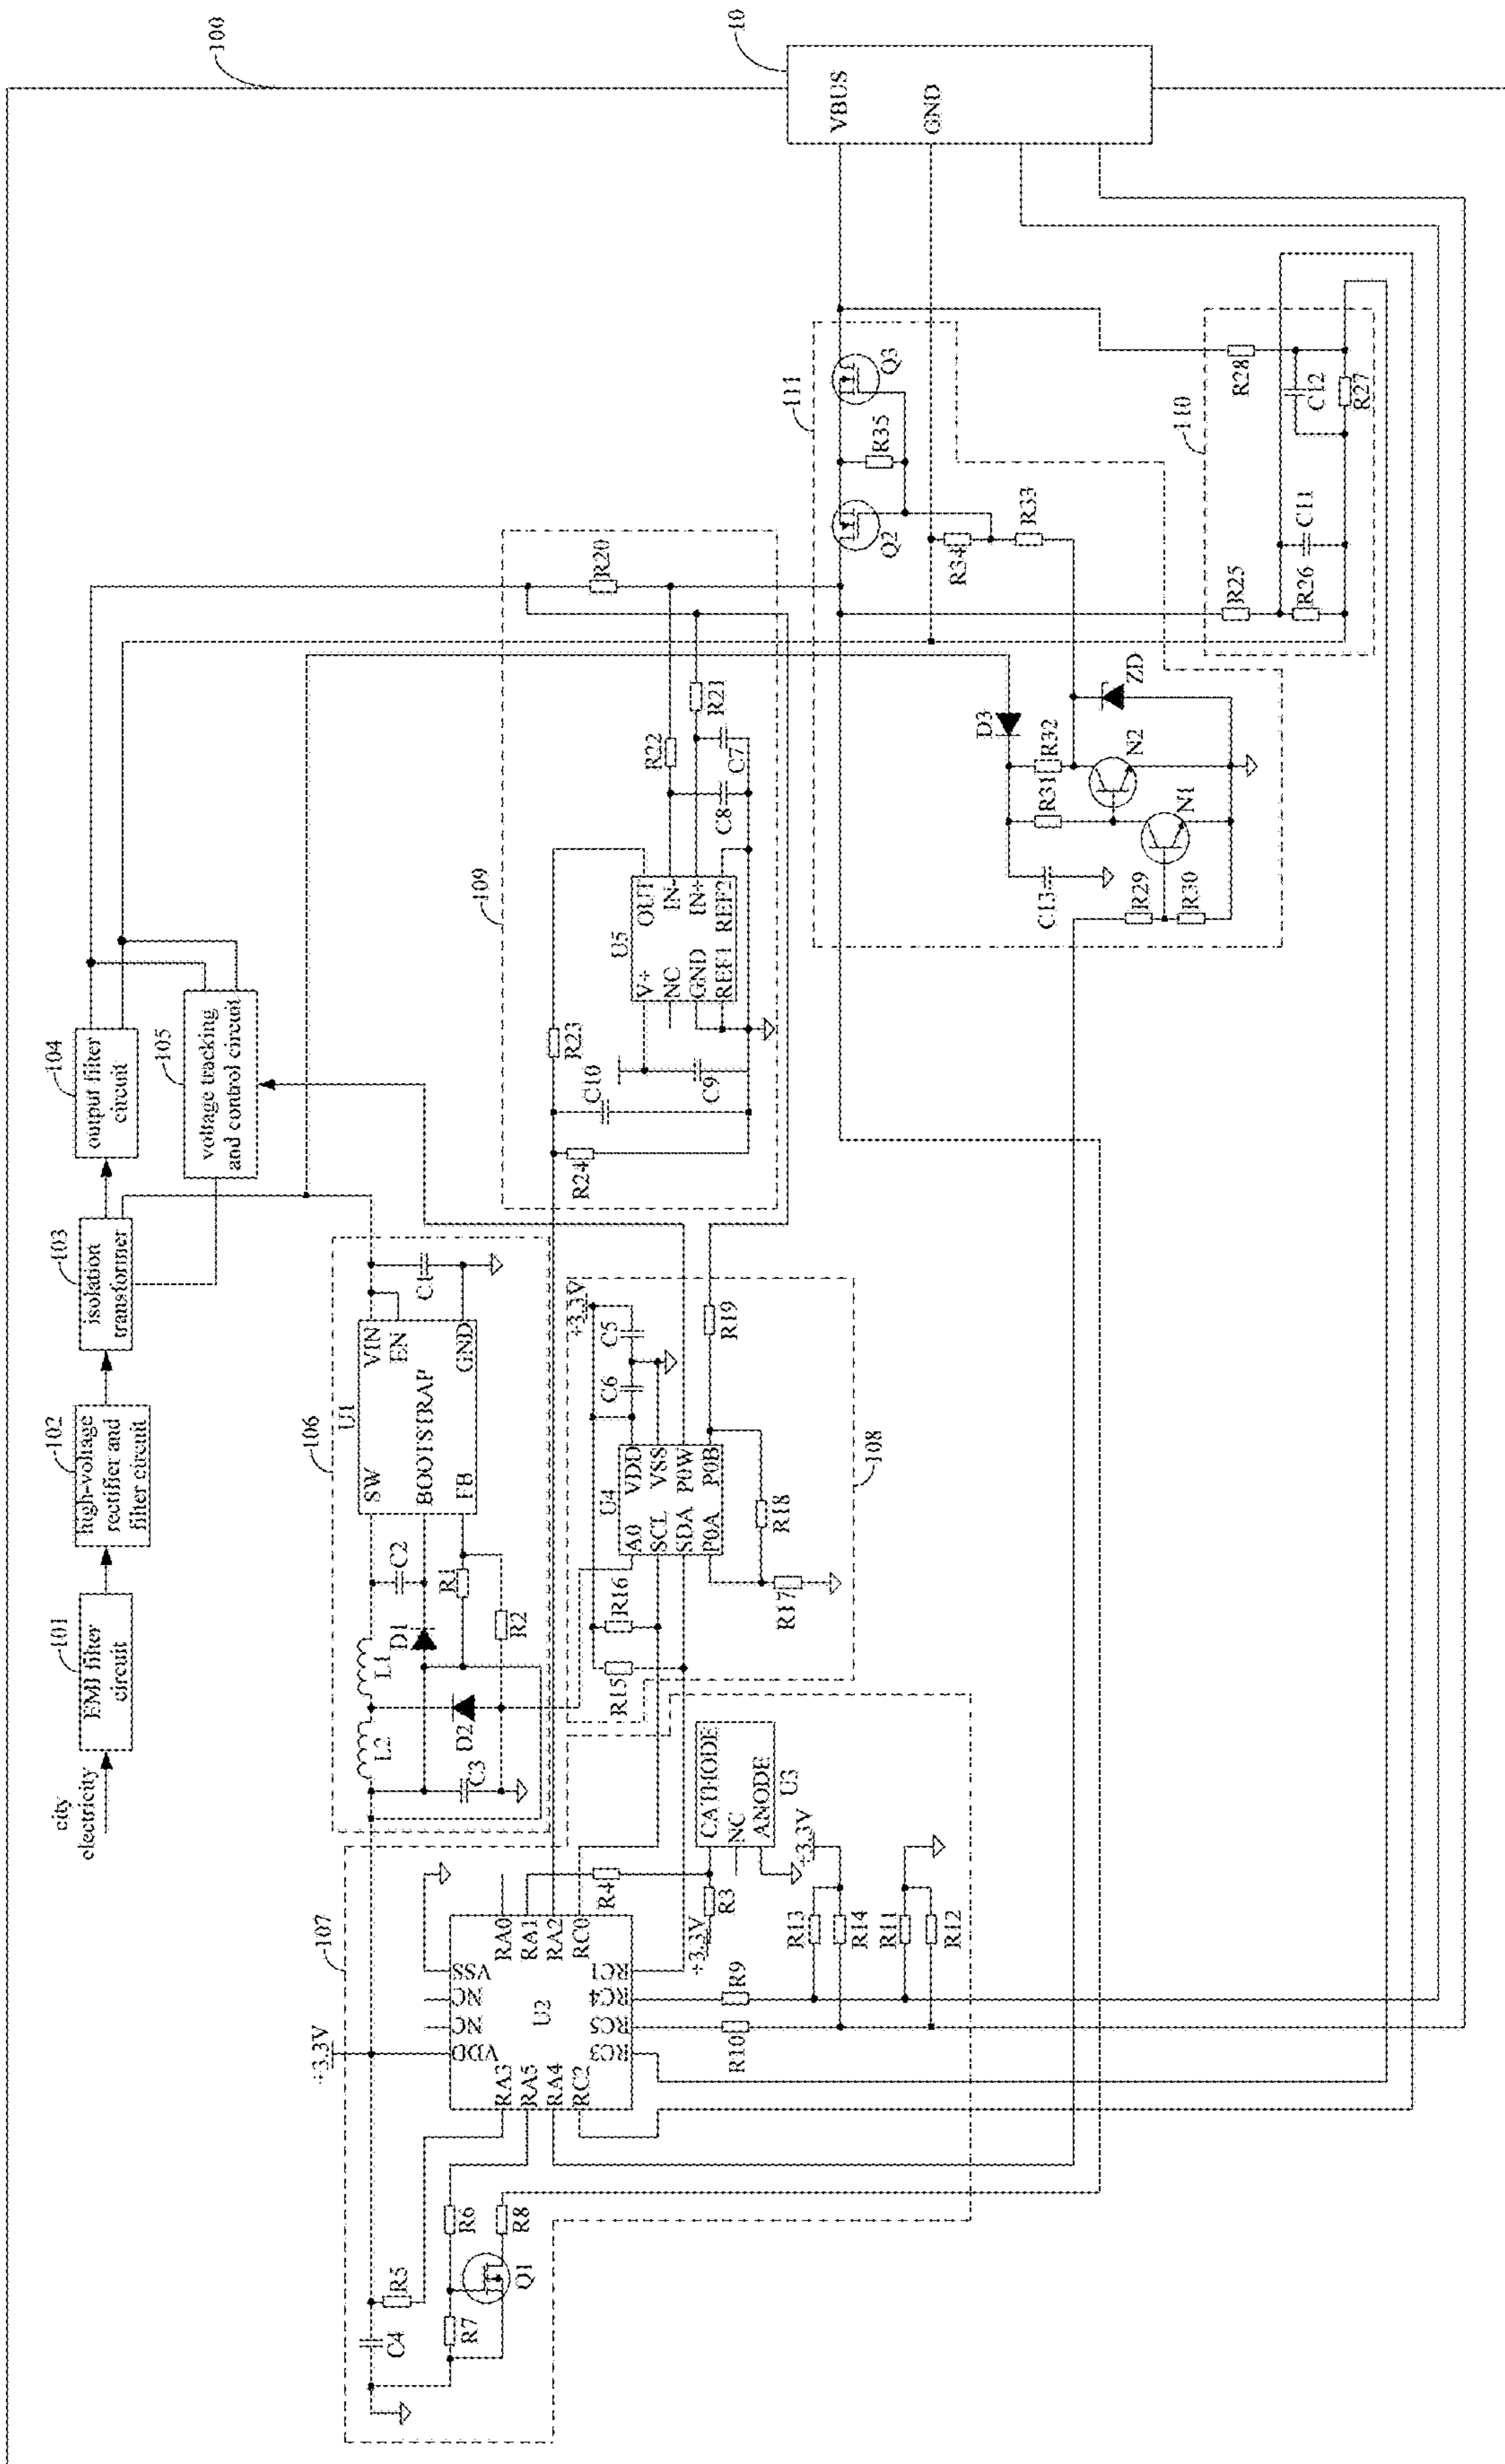 100
10
VBUS
GND
city
electricity
101
EMI filter
circuit
102
high-voltage
rectifier and
filter circuit
103
isolation
transformer
104
output filter
circuit
105
voltage tracking
and control circuit
106
U1
SW
BOOTSTRAP
FB
VIN
EN
GND
L2
L1
C2
D1
R1
D2
R2
C3
C1
107
+3.3V
C4
R5
R6
R7
R8
Q1
U2
VDD
NC
NC
VSS
RA3
RA5
RA4
RC2
RA0
RA1
RA2
RC0
RC3
RC5
RC4
RC1
R4
R3
+3.3V
CATHODE
NC
ANODE
U3
+3.3V
R9
R10
R13
R14
R11
R12
108
+3.3V
U4
A0
SCL
SDA
P0A
VDD
VSS
P0W
P0B
C5
C6
R15
R16
R17
R18
R19
109
U5
V+
NC
GND
REF1
OUT
IN-
IN+
REF2
R20
R21
R22
R23
R24
C7
C8
C9
C10
111
Q2
Q3
R35
R34
R33
D3
ZD
R32
R31
N2
N1
C13
R29
R30
110
R25
R26
C11
R28
C12
R27